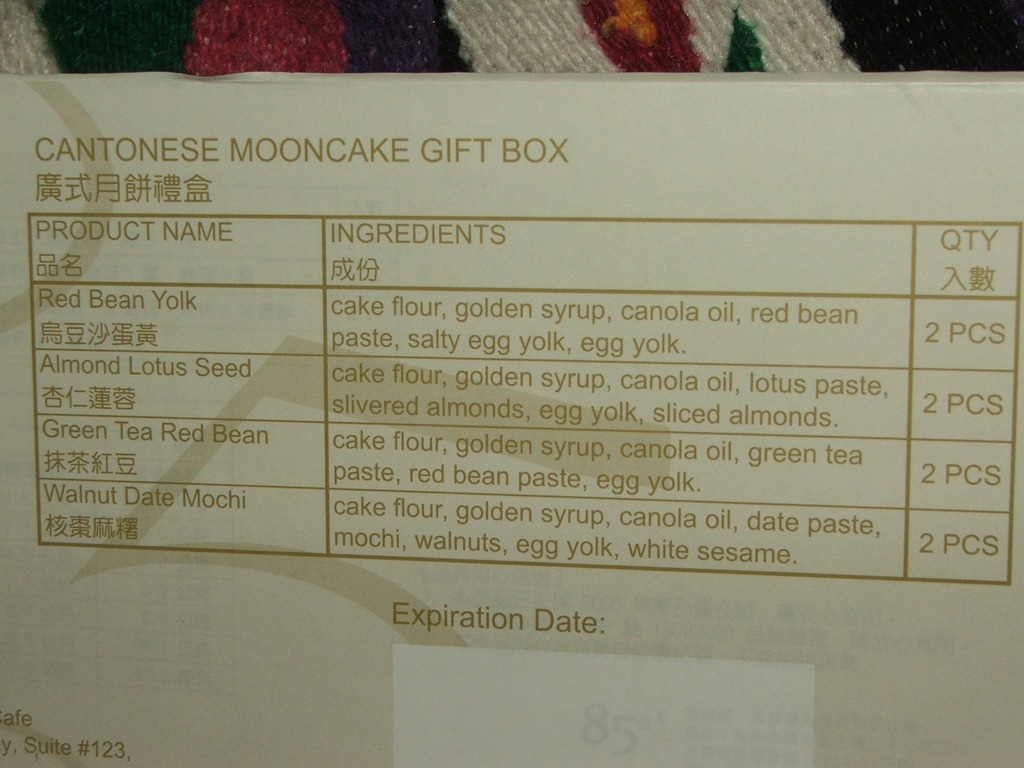 CANTONESE MOONCAKE GIFT BOX
廣式月餅禮盒
PRODUCT NAME
品名
INGREDIENTS
成份
QTY
入數
Red Bean Yolk
烏豆沙蛋黃
cake flour, golden syrup, canola oil, red bean
paste, salty egg yolk, egg yolk.
2 PCS
Almond Lotus Seed
杏仁蓮蓉
cake flour, golden syrup, canola oil, lotus paste,
slivered almonds, egg yolk, sliced almonds.
2 PCS
Green Tea Red Bean
抹茶紅豆
cake flour, golden syrup, canola oil, green tea
paste, red bean paste, egg yolk.
2 PCS
Walnut Date Mochi
核棗麻糬
cake flour, golden syrup, canola oil, date paste,
mochi, walnuts, egg yolk, white sesame.
2 PCS
Expiration Date:
85
Cafe
y, Suite #123,